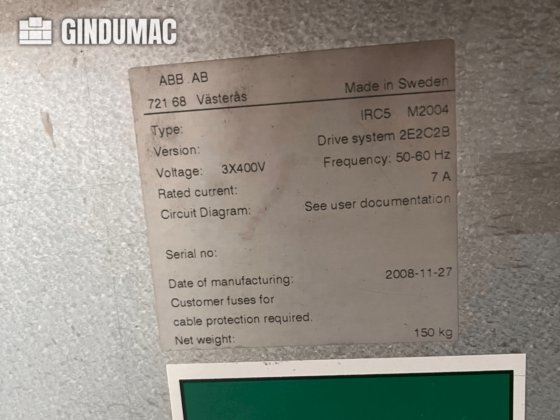 GINDUMAC
ABB AB
721 68 Västerås Made in Sweden
Type: IRC5 M2004
Version: Drive system 2E2C2B
Voltage: 3X400V Frequency: 50-60 Hz
Rated current: 7 A
Circuit Diagram: See user documentation
Serial no:
Date of manufacturing: 2008-11-27
Customer fuses for
cable protection required.
Net weight: 150 kg